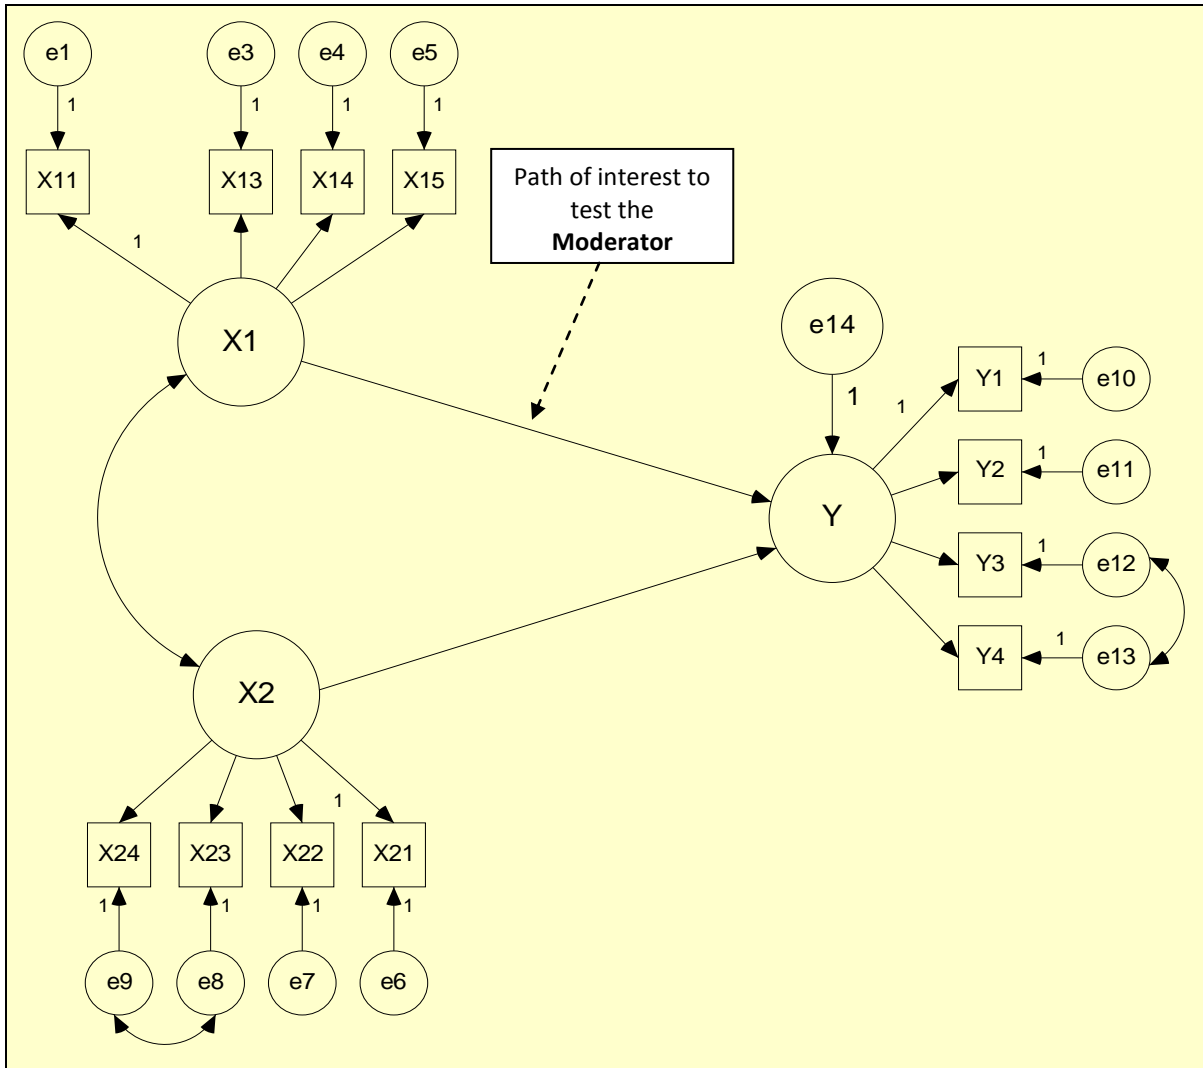 e1 e3 e4 e5
1 1 1 1
X11 X13 X14 X15
Path of interest to
test the
Moderator
1
X1
e14
1
Y1 1 e10
1
Y2 1 e11
Y
Y3 1 e12
Y4 1 e13
X2
1
X24 X23 X22 X21
1 1 1 1
e9 e8 e7 e6